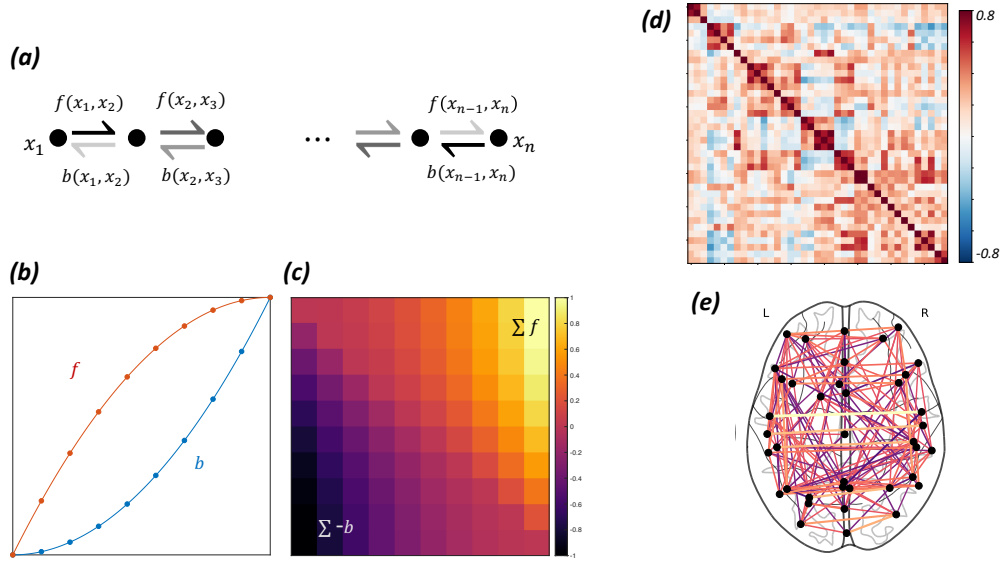 (a)
f(x₁, x₂)
f(x₂, x₃)
f(xₙ₋₁, xₙ)
x₁
...
xₙ
b(x₁, x₂)
b(x₂, x₃)
b(xₙ₋₁, xₙ)
(b)
f
b
(c)
∑ f
∑ -b
1
0.8
0.6
0.4
0.2
0
-0.2
-0.4
-0.6
-0.8
-1
(d)
0.8
-0.8
(e)
L
R